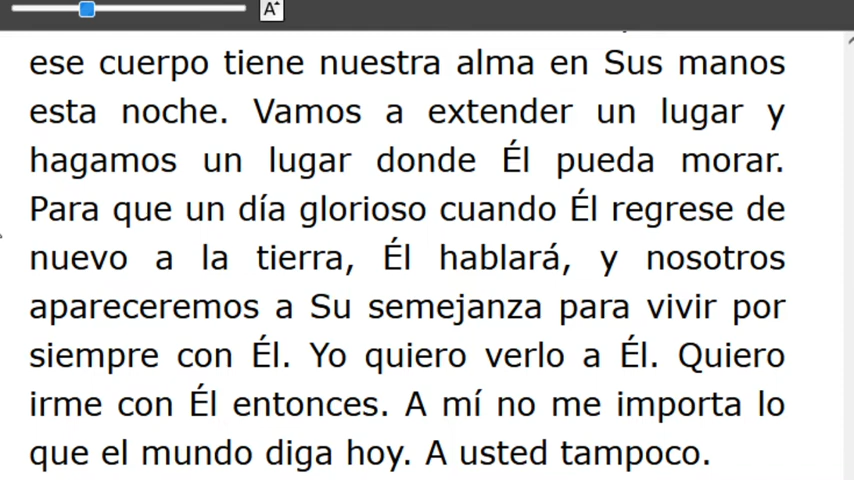 A
ese cuerpo tiene nuestra alma en Sus manos
esta noche. Vamos a extender un lugar y
hagamos un lugar donde Él pueda morar.
Para que un día glorioso cuando Él regrese de
nuevo a la tierra, Él hablará, y nosotros
apareceremos a Su semejanza para vivir por
siempre con Él. Yo quiero verlo a Él. Quiero
irme con Él entonces. A mí no me importa lo
que el mundo diga hoy. A usted tampoco.